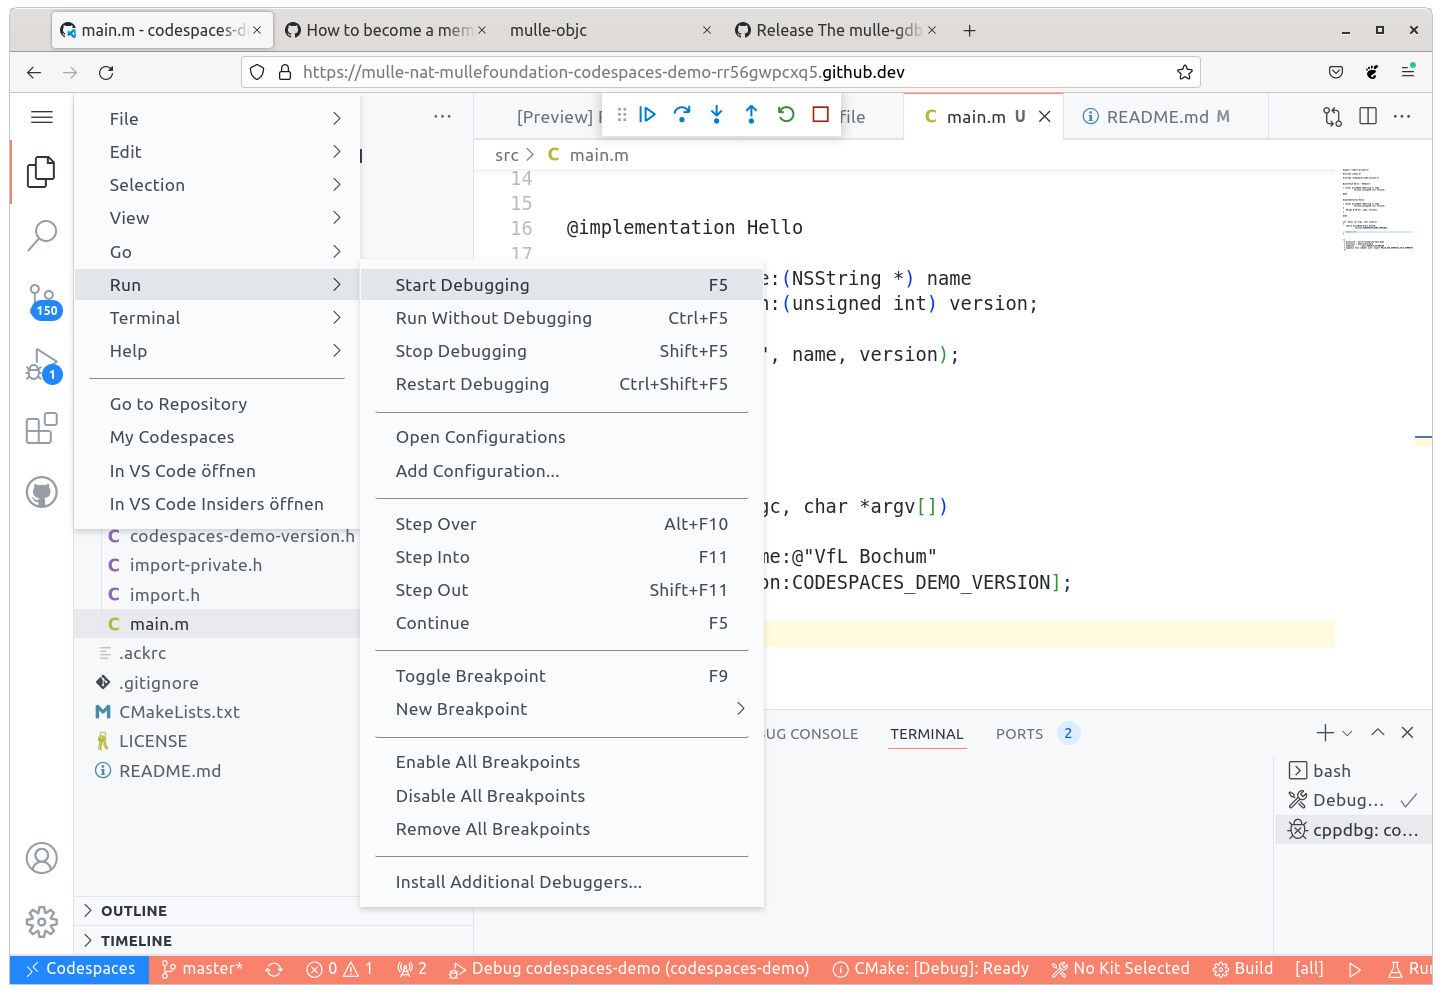 main.m - codespaces-de
How to become a mem
mulle-objc
Release The mulle-gdb
https://mulle-nat-mullefoundation-codespaces-demo-rr56gwpcxq5.github.dev
File
Edit
Selection
View
Go
Run
Terminal
Help
Go to Repository
My Codespaces
In VS Code öffnen
In VS Code Insiders öffnen
150
1
Start Debugging F5
Run Without Debugging Ctrl+F5
Stop Debugging Shift+F5
Restart Debugging Ctrl+Shift+F5
Open Configurations
Add Configuration...
Step Over Alt+F10
Step Into F11
Step Out Shift+F11
Continue F5
Toggle Breakpoint F9
New Breakpoint
Enable All Breakpoints
Disable All Breakpoints
Remove All Breakpoints
Install Additional Debuggers...
codespaces-demo-version.h
import-private.h
import.h
main.m
.ackrc
.gitignore
CMakeLists.txt
LICENSE
README.md
OUTLINE
TIMELINE
[Preview]
file
main.m U
README.md M
src > C main.m
14
15
16 @implementation Hello
17
e:(NSString *) name
n:(unsigned int) version;
", name, version);
gc, char *argv[])
me:@"VfL Bochum"
on:CODESPACES_DEMO_VERSION];
UG CONSOLE
TERMINAL
PORTS 2
bash
Debug...
cppdbg: co...
Codespaces
master*
0 1
2
Debug codespaces-demo (codespaces-demo)
CMake: [Debug]: Ready
No Kit Selected
Build
[all]
Run